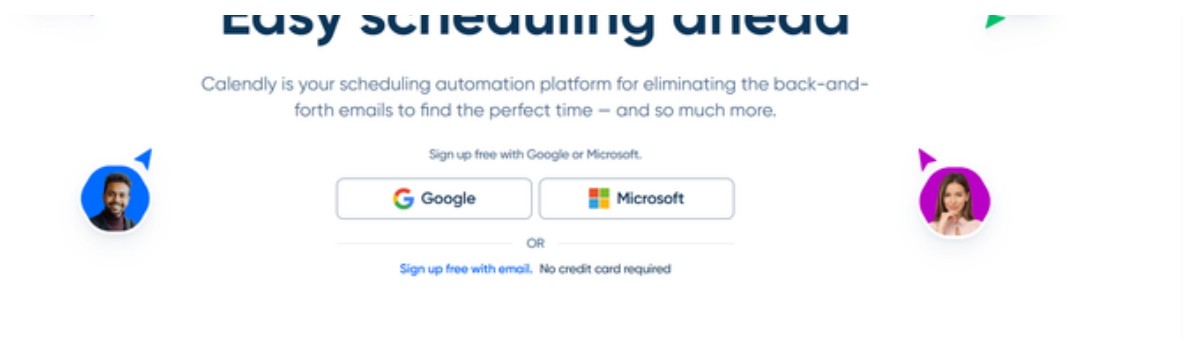 Easy scheduling ahead
Calendly is your scheduling automation platform for eliminating the back-and-
forth emails to find the perfect time — and so much more.
Sign up free with Google or Microsoft.
Google
Microsoft
OR
Sign up free with email. No credit card required